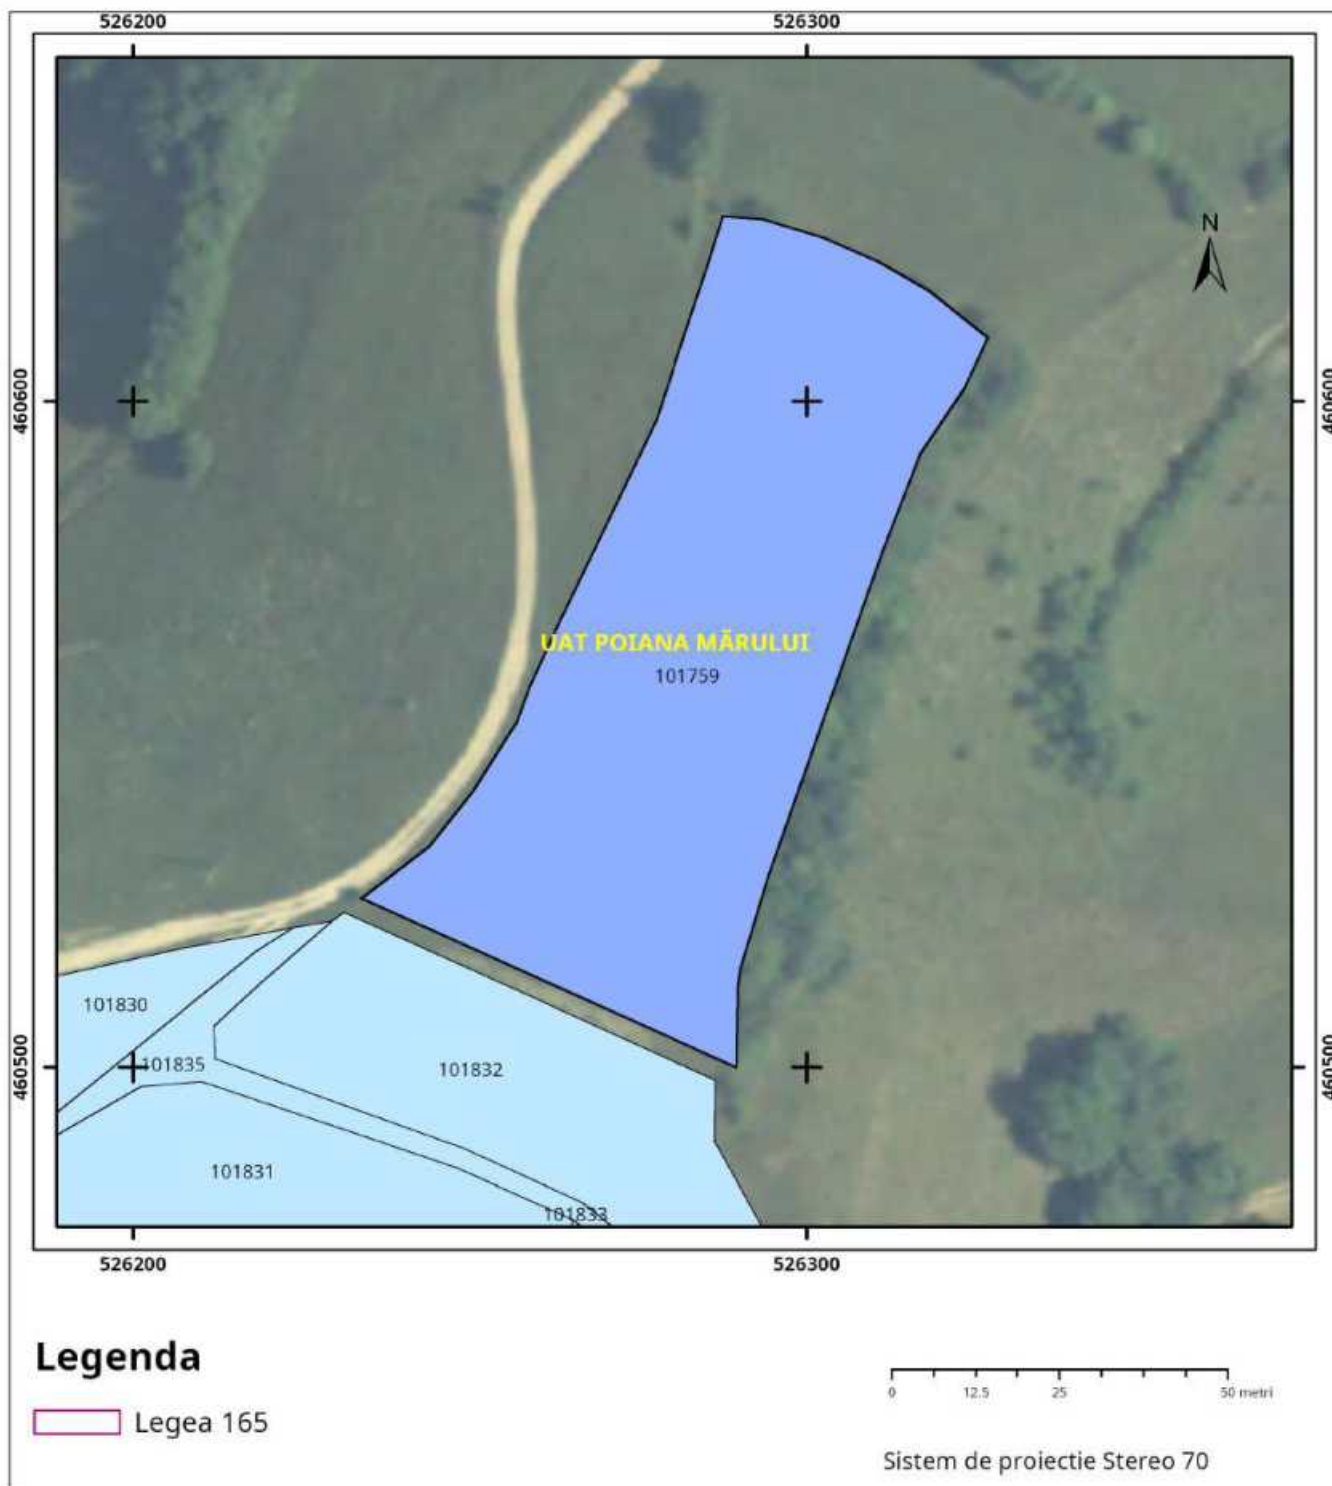 526200 526300
N
460600 460600
UAT POIANA MĂRULUI
101759
101830
101835
101832
460500 460500
101831
101833
526200 526300
Legenda
Legea 165
0 12.5 25 50 metri
Sistem de proiectie Stereo 70